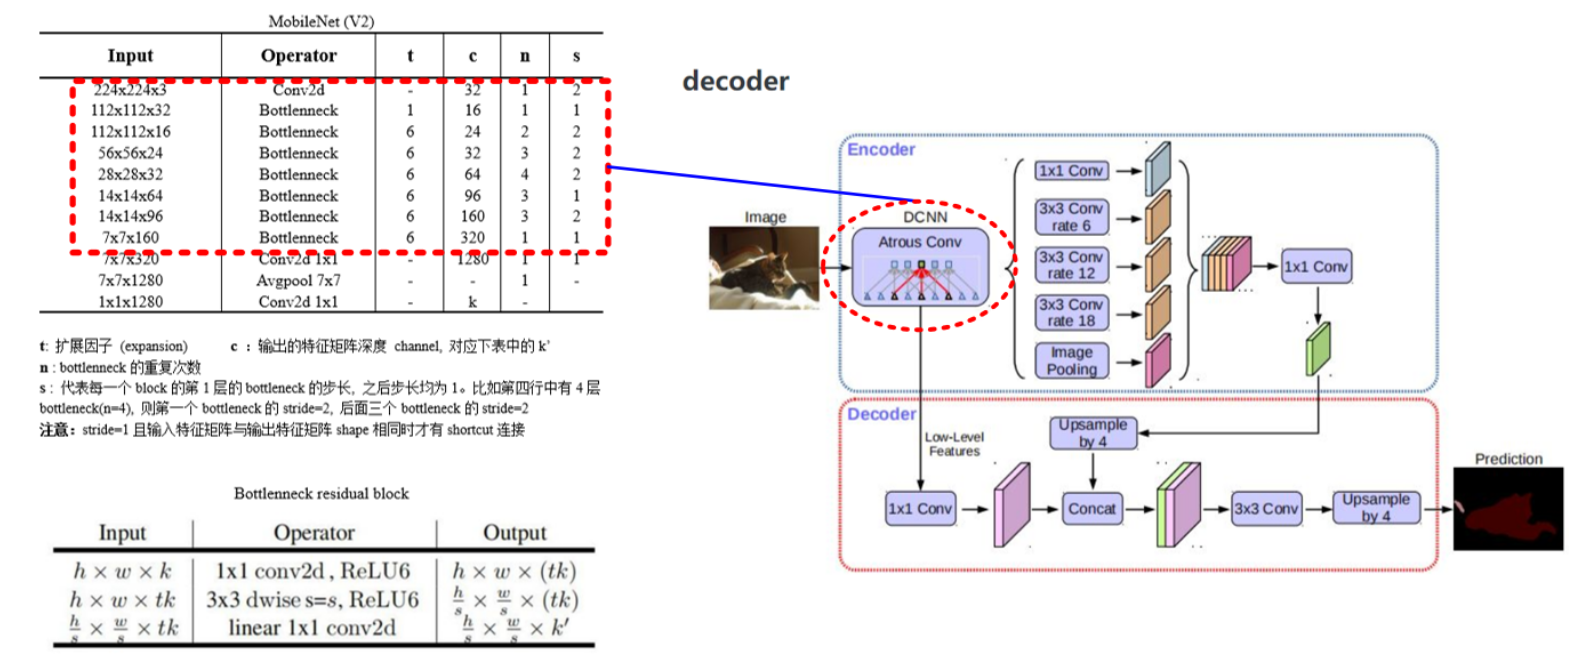 MobileNet (V2)
Input Operator t c n s
224x224x3 Conv2d - 32 1 2
112x112x32 Bottlenneck 1 16 1 1
112x112x16 Bottlenneck 6 24 2 2
56x56x24 Bottlenneck 6 32 3 2
28x28x32 Bottlenneck 6 64 4 2
14x14x64 Bottlenneck 6 96 3 1
14x14x96 Bottlenneck 6 160 3 2
7x7x160 Bottlenneck 6 320 1 1
7x7x320 Conv2d 1x1 - 1280 1 1
7x7x1280 Avgpool 7x7 - - 1 -
1x1x1280 Conv2d 1x1 - k -
t: 扩展因子 (expansion) c : 输出的特征矩阵深度 channel, 对应下表中的 k'
n : bottlenneck 的重复次数
s : 代表每一个 block 的第 1 层的 bottleneck 的步长, 之后步长均为 1。比如第四行中有 4 层
bottleneck(n=4), 则第一个 bottleneck 的 stride=2, 后面三个 bottleneck 的 stride=2
注意: stride=1 且输入特征矩阵与输出特征矩阵 shape 相同时才有 shortcut 连接
Bottlenneck residual block
Input Operator Output
h × w × k 1x1 conv2d , ReLU6 h × w × (tk)
h × w × tk 3x3 dwise s=s, ReLU6 h/s × w/s × (tk)
h/s × w/s × tk linear 1x1 conv2d h/s × w/s × k′
decoder
Encoder
Image
DCNN
Atrous Conv
1x1 Conv
3x3 Conv
rate 6
3x3 Conv
rate 12
3x3 Conv
rate 18
Image
Pooling
1x1 Conv
Decoder
Low-Level
Features
Upsample
by 4
1x1 Conv
Concat
3x3 Conv
Upsample
by 4
Prediction